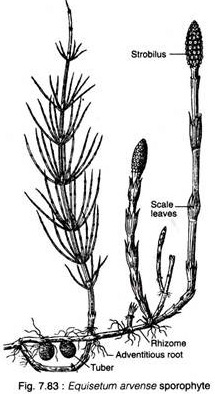 Strobilus
Scale
leaves
Rhizome
Adventitious root
Tuber
Fig. 7.83 : Equisetum arvense sporophyte